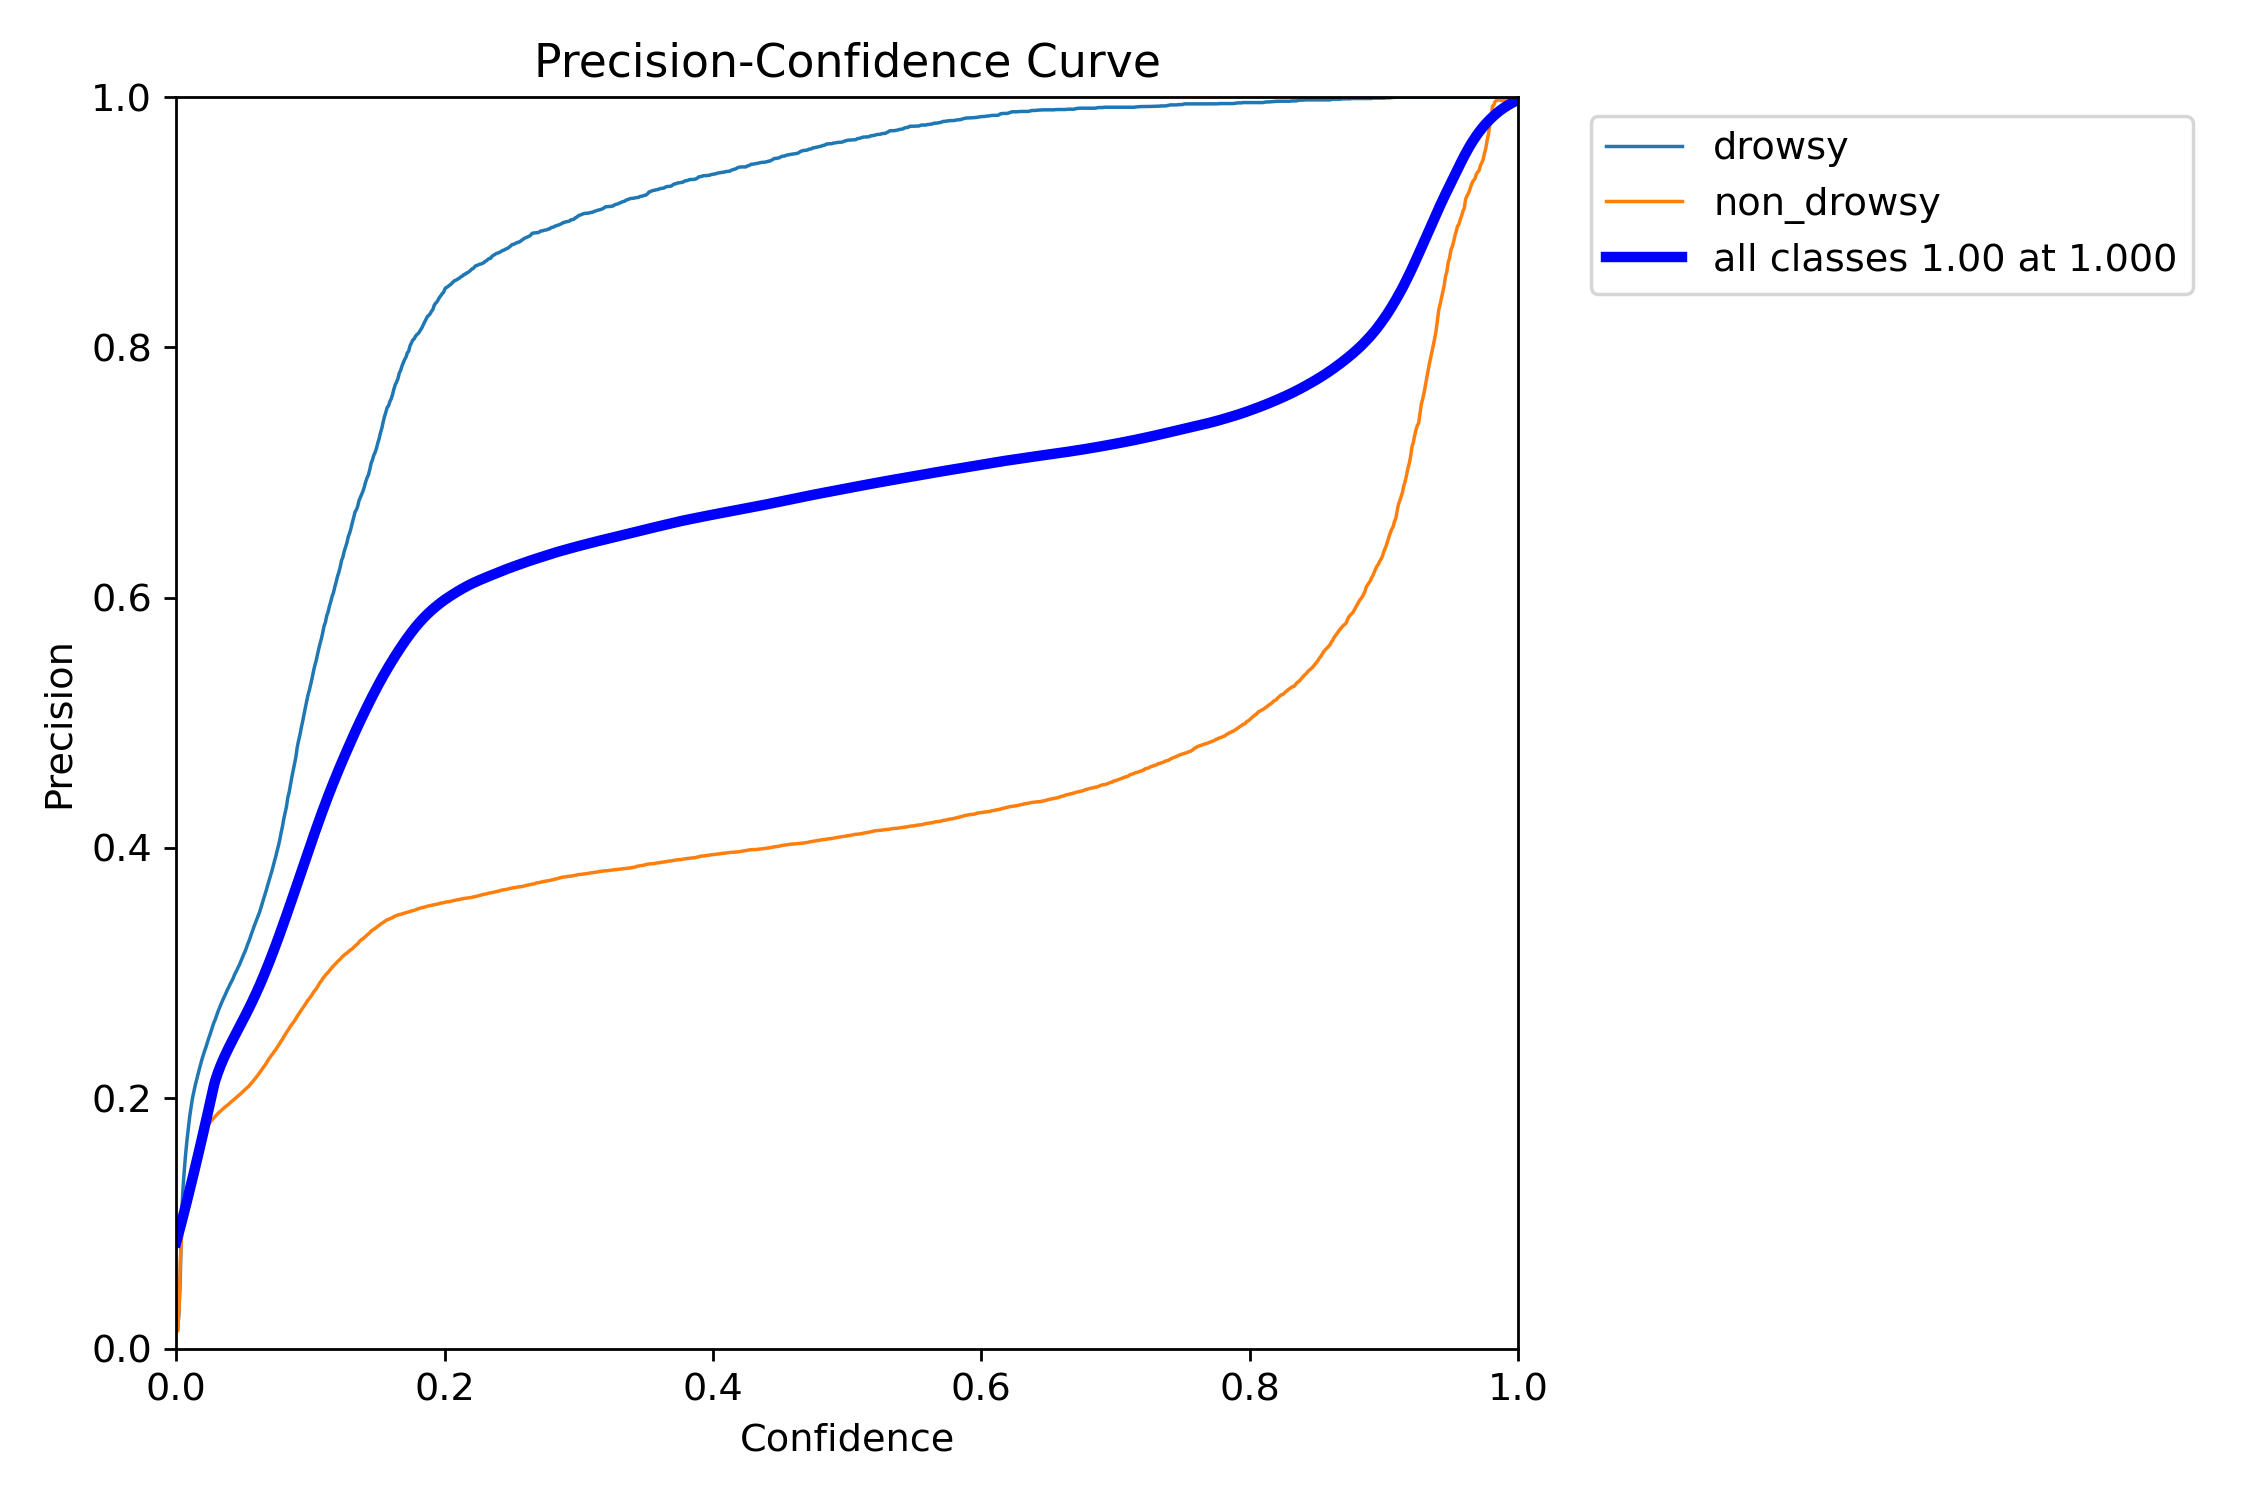 Precision-Confidence Curve
1.0
0.8
0.6
0.4
0.2
0.0
Precision
0.0 0.2 0.4 0.6 0.8 1.0
Confidence
drowsy
non_drowsy
all classes 1.00 at 1.000